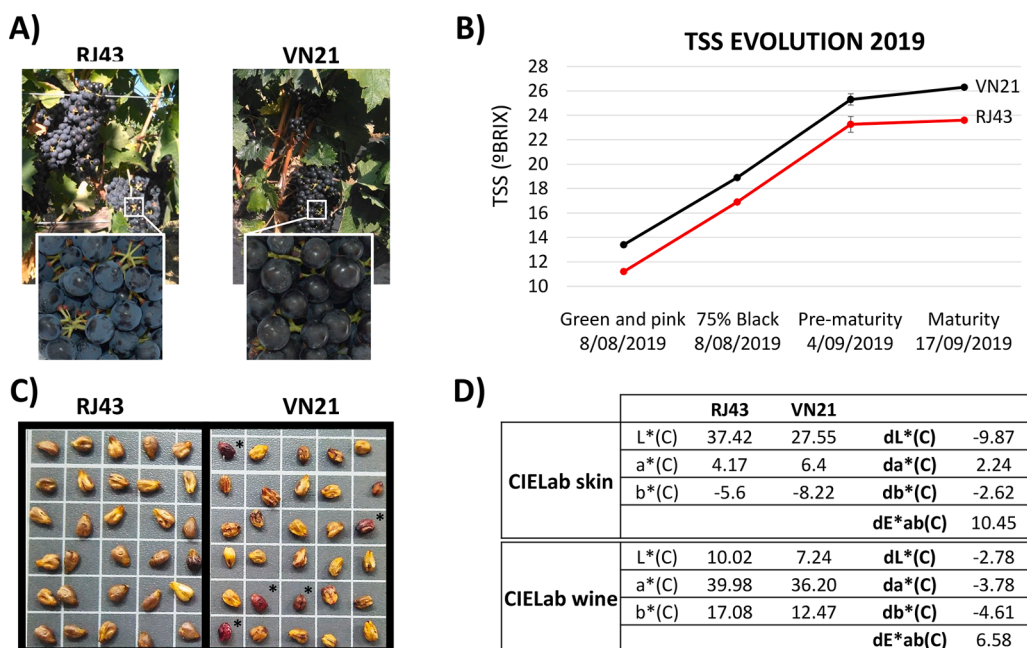 A)
RJ43 VN21
B)
TSS EVOLUTION 2019
TSS (ºBRIX)
28
26
24
22
20
18
16
14
12
10
VN21
RJ43
Green and pink 75% Black Pre-maturity Maturity
8/08/2019 8/08/2019 4/09/2019 17/09/2019
C)
RJ43 VN21
*
*
* *
*
D)
RJ43 VN21
CIELab skin
L*(C) 37.42 27.55 dL*(C) -9.87
a*(C) 4.17 6.4 da*(C) 2.24
b*(C) -5.6 -8.22 db*(C) -2.62
dE*ab(C) 10.45
CIELab wine
L*(C) 10.02 7.24 dL*(C) -2.78
a*(C) 39.98 36.20 da*(C) -3.78
b*(C) 17.08 12.47 db*(C) -4.61
dE*ab(C) 6.58